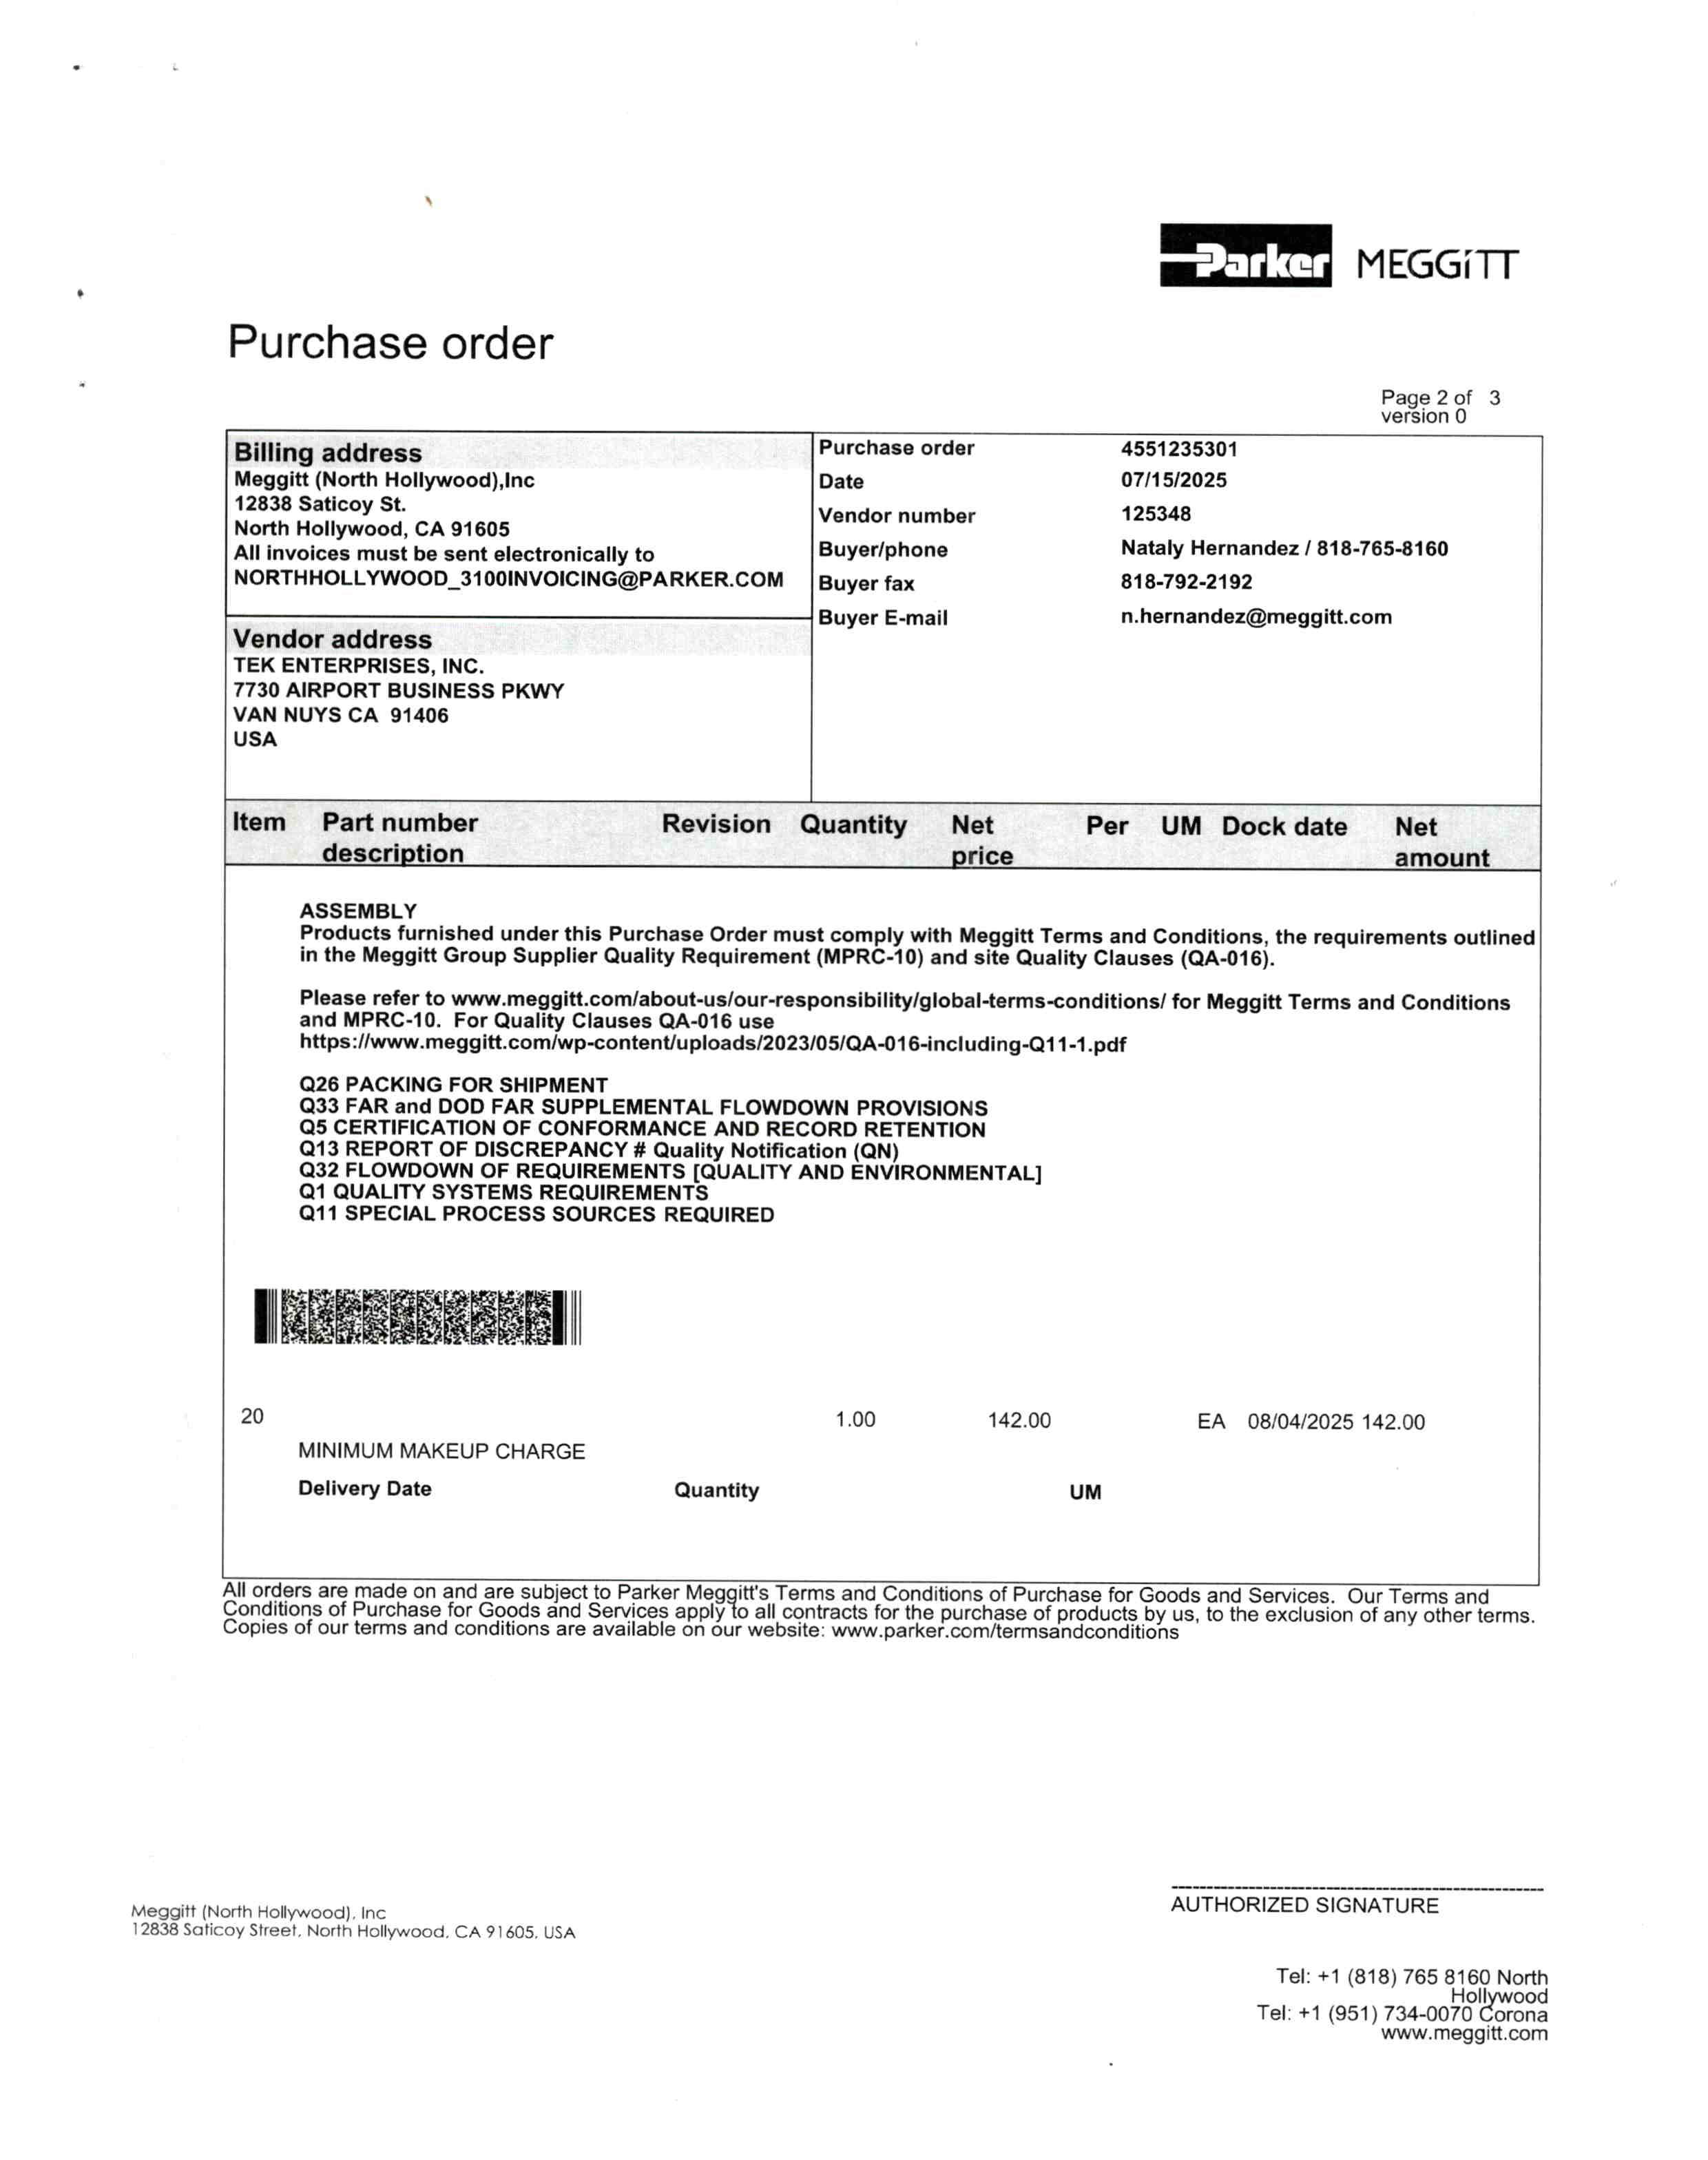 Parker MEGGiTT
Purchase order
Page 2 of 3
version 0
Billing address
Meggitt (North Hollywood),Inc
12838 Saticoy St.
North Hollywood, CA 91605
All invoices must be sent electronically to
NORTHHOLLYWOOD_3100INVOICING@PARKER.COM
Vendor address
TEK ENTERPRISES, INC.
7730 AIRPORT BUSINESS PKWY
VAN NUYS CA 91406
USA
Purchase order 4551235301
Date 07/15/2025
Vendor number 125348
Buyer/phone Nataly Hernandez / 818-765-8160
Buyer fax 818-792-2192
Buyer E-mail n.hernandez@meggitt.com
Item Part number Revision Quantity Net Per UM Dock date Net
description price amount
ASSEMBLY
Products furnished under this Purchase Order must comply with Meggitt Terms and Conditions, the requirements outlined
in the Meggitt Group Supplier Quality Requirement (MPRC-10) and site Quality Clauses (QA-016).
Please refer to www.meggitt.com/about-us/our-responsibility/global-terms-conditions/ for Meggitt Terms and Conditions
and MPRC-10. For Quality Clauses QA-016 use
https://www.meggitt.com/wp-content/uploads/2023/05/QA-016-including-Q11-1.pdf
Q26 PACKING FOR SHIPMENT
Q33 FAR and DOD FAR SUPPLEMENTAL FLOWDOWN PROVISIONS
Q5 CERTIFICATION OF CONFORMANCE AND RECORD RETENTION
Q13 REPORT OF DISCREPANCY # Quality Notification (QN)
Q32 FLOWDOWN OF REQUIREMENTS [QUALITY AND ENVIRONMENTAL]
Q1 QUALITY SYSTEMS REQUIREMENTS
Q11 SPECIAL PROCESS SOURCES REQUIRED
20 1.00 142.00 EA 08/04/2025 142.00
MINIMUM MAKEUP CHARGE
Delivery Date Quantity UM
All orders are made on and are subject to Parker Meggitt's Terms and Conditions of Purchase for Goods and Services. Our Terms and
Conditions of Purchase for Goods and Services apply to all contracts for the purchase of products by us, to the exclusion of any other terms.
Copies of our terms and conditions are available on our website: www.parker.com/termsandconditions
AUTHORIZED SIGNATURE
Meggitt (North Hollywood), Inc
12838 Saticoy Street, North Hollywood, CA 91605, USA
Tel: +1 (818) 765 8160 North
Hollywood
Tel: +1 (951) 734-0070 Corona
www.meggitt.com